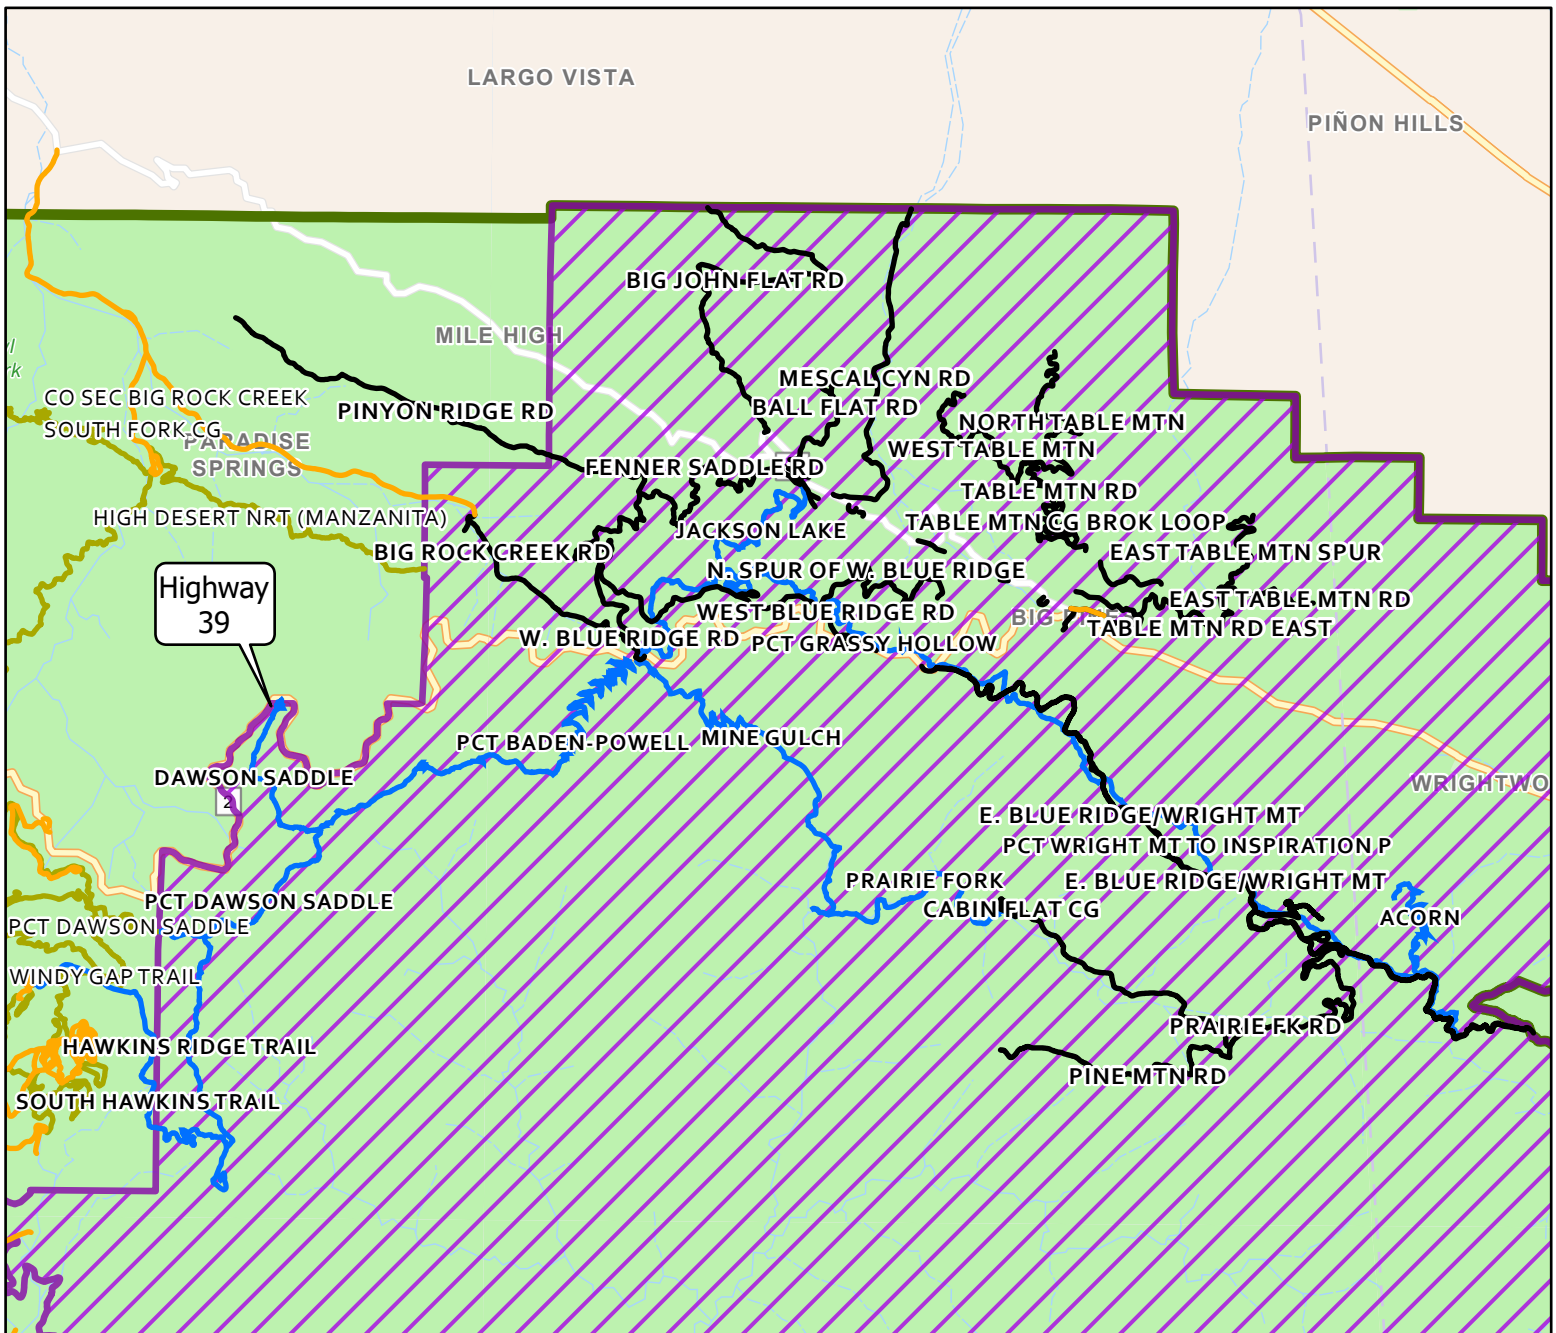 LARGO VISTA
PIÑON HILLS
BIG JOHN FLAT RD
MILE HIGH
MESCAL CYN RD
CO SEC BIG ROCK CREEK
PINYON RIDGE RD
BALL FLAT RD
SOUTH FORK CG
NORTH TABLE MTN
PARADISE
SPRINGS
WEST TABLE MTN
FENNER SADDLE RD
TABLE MTN RD
HIGH DESERT NRT (MANZANITA)
JACKSON LAKE
TABLE MTN CG BROK LOOP
BIG ROCK CREEK RD
EAST TABLE MTN SPUR
N. SPUR OF W. BLUE RIDGE
Highway
39
EAST TABLE MTN RD
WEST BLUE RIDGE RD
BIG
TABLE MTN RD EAST
W. BLUE RIDGE RD
PCT GRASSY HOLLOW
PCT BADEN-POWELL
MINE GULCH
DAWSON SADDLE
2
WRIGHTWO
E. BLUE RIDGE/WRIGHT MT
PCT WRIGHT MT TO INSPIRATION P
PRAIRIE FORK
E. BLUE RIDGE/WRIGHT MT
PCT DAWSON SADDLE
CABIN FLAT CG
ACORN
PCT DAWSON SADDLE
WINDY GAP TRAIL
PRAIRIE FK RD
HAWKINS RIDGE TRAIL
PINE MTN RD
SOUTH HAWKINS TRAIL